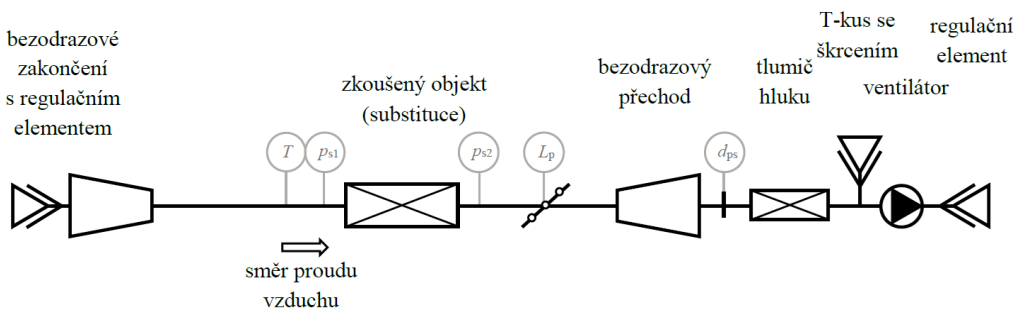 bezodrazové
zakončení
s regulačním
elementem
zkoušený objekt
(substituce)
bezodrazový
přechod
tlumič
hluku
T-kus se
škrcením
ventilátor
regulační
element
T
ps1
ps2
Lp
dps
směr proudu
vzduchu